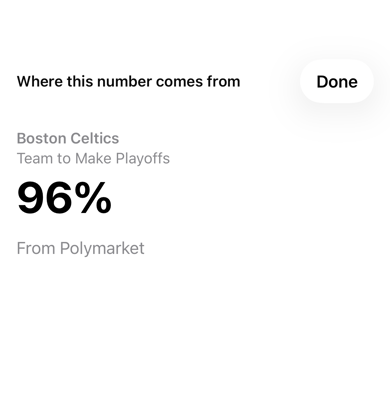 Where this number comes from
Done
Boston Celtics
Team to Make Playoffs
96%
From Polymarket